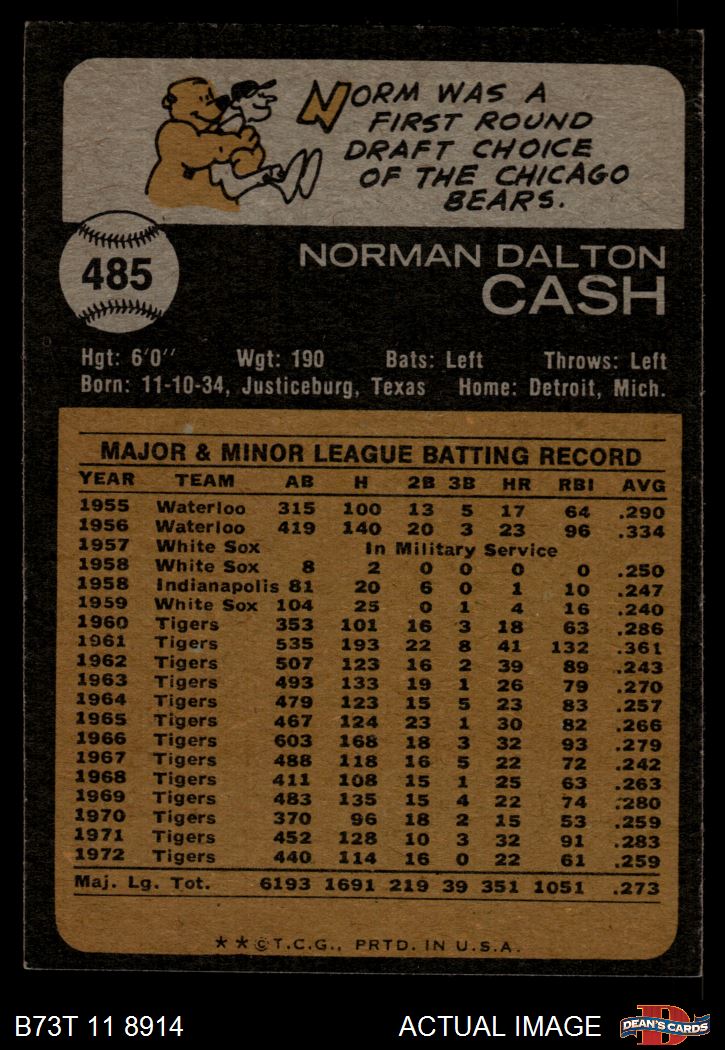 NORM WAS A
FIRST ROUND
DRAFT CHOICE
OF THE CHICAGO
BEARS.
485
NORMAN DALTON
CASH
Hgt: 6'0" Wgt: 190 Bats: Left Throws: Left
Born: 11-10-34, Justiceburg, Texas Home: Detroit, Mich.
MAJOR & MINOR LEAGUE BATTING RECORD
YEAR TEAM AB H 2B 3B HR RBI AVG
1955 Waterloo 315 100 13 5 17 64 .290
1956 Waterloo 419 140 20 3 23 96 .334
1957 White Sox In Military Service
1958 White Sox 8 2 0 0 0 0 .250
1958 Indianapolis 81 20 6 0 1 10 .247
1959 White Sox 104 25 0 1 4 16 .240
1960 Tigers 353 101 16 3 18 63 .286
1961 Tigers 535 193 22 8 41 132 .361
1962 Tigers 507 123 16 2 39 89 .243
1963 Tigers 493 133 19 1 26 79 .270
1964 Tigers 479 123 15 5 23 83 .257
1965 Tigers 467 124 23 1 30 82 .266
1966 Tigers 603 168 18 3 32 93 .279
1967 Tigers 488 118 16 5 22 72 .242
1968 Tigers 411 108 15 1 25 63 .263
1969 Tigers 483 135 15 4 22 74 .280
1970 Tigers 370 96 18 2 15 53 .259
1971 Tigers 452 128 10 3 32 91 .283
1972 Tigers 440 114 16 0 22 61 .259
Maj. Lg. Tot. 6193 1691 219 39 351 1051 .273
★★©T.C.G., PRTD. IN U.S.A.
B73T 11 8914 ACTUAL IMAGE D DEAN'S CARDS